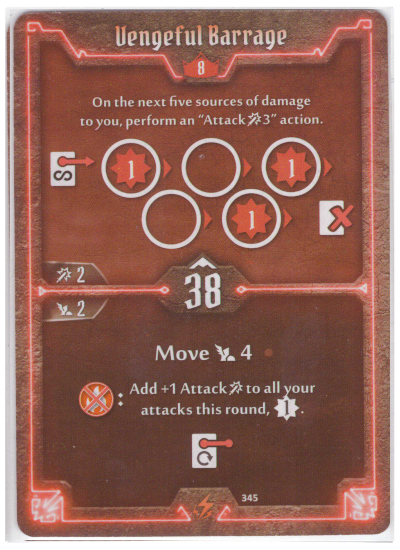 Vengeful Barrage
8
On the next five sources of damage
to you, perform an “Attack 3” action.
1
1
1
2
38
2
Move 4
: Add +1 Attack to all your
attacks this round, 1.
345